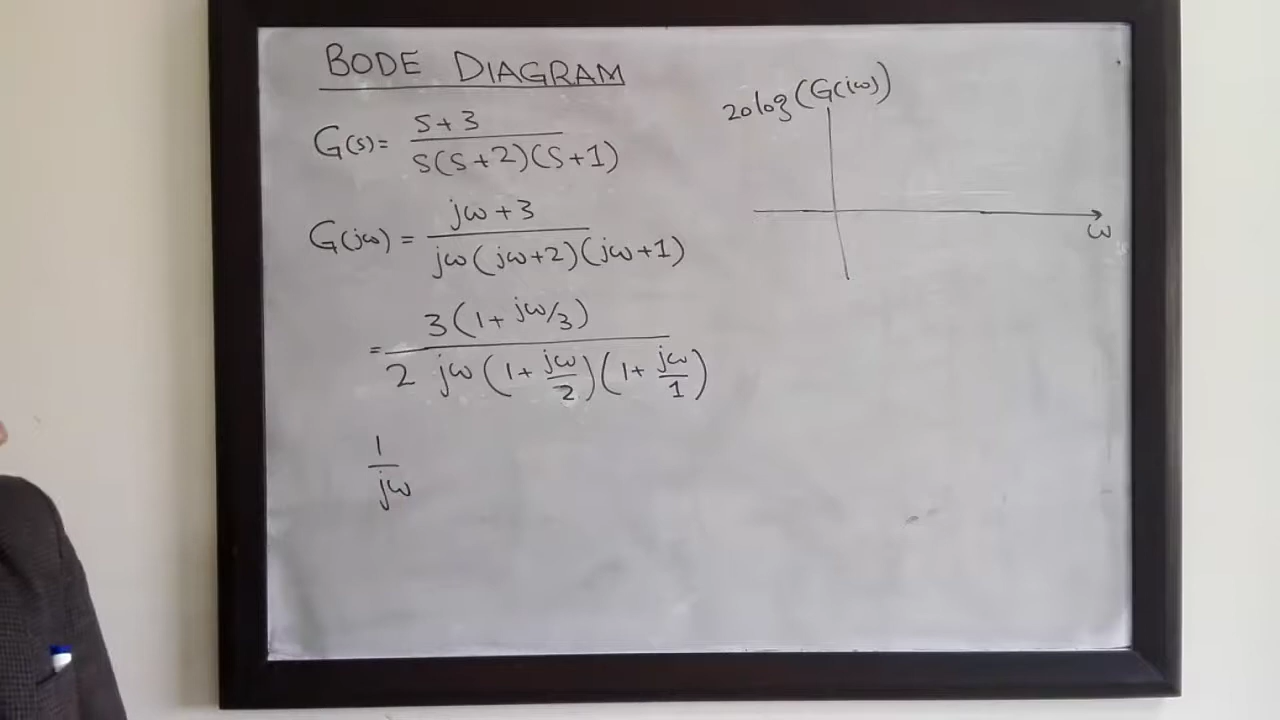 BODE DIAGRAM
G(s) = s+3 / s(s+2)(s+1)
G(jω) = jω+3 / jω(jω+2)(jω+1)
= 3(1+jω/3) / 2 jω(1+jω/2)(1+jω/1)
1/jω
20log(G(jω))
ω